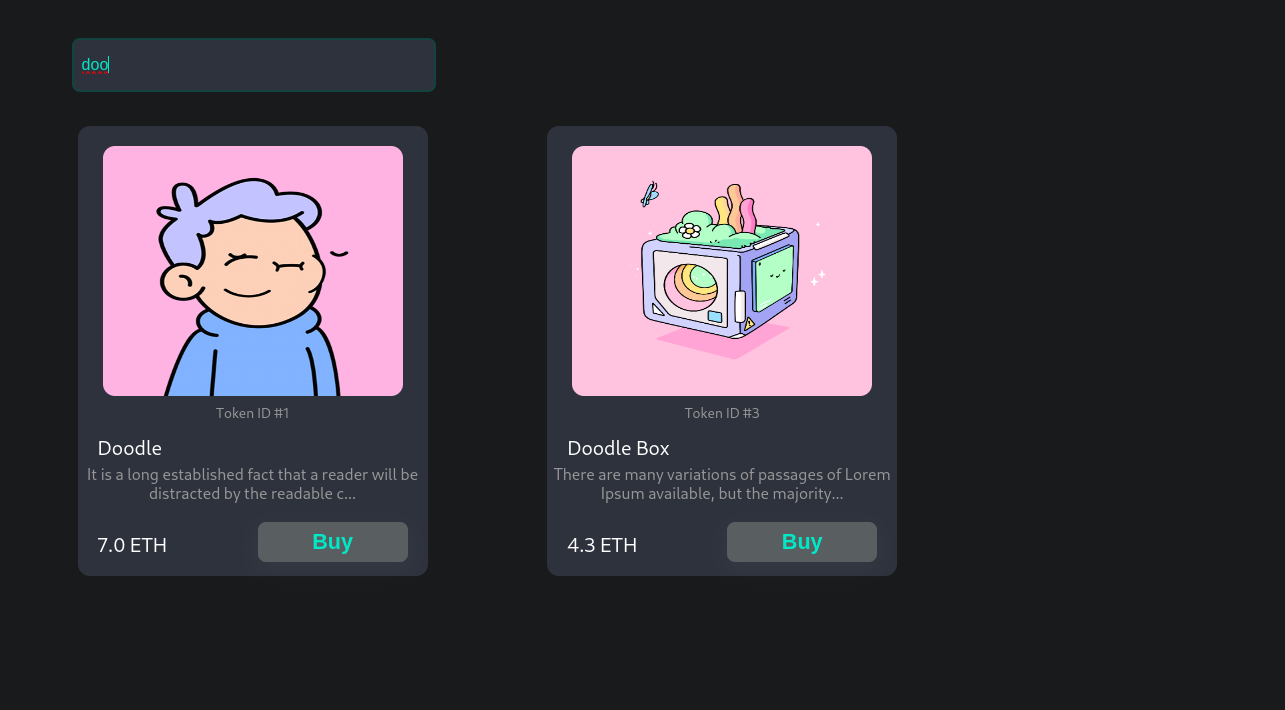 doo
Token ID #1
Doodle
It is a long established fact that a reader will be
distracted by the readable c...
7.0 ETH
Buy
Token ID #3
Doodle Box
There are many variations of passages of Lorem
Ipsum available, but the majority...
4.3 ETH
Buy